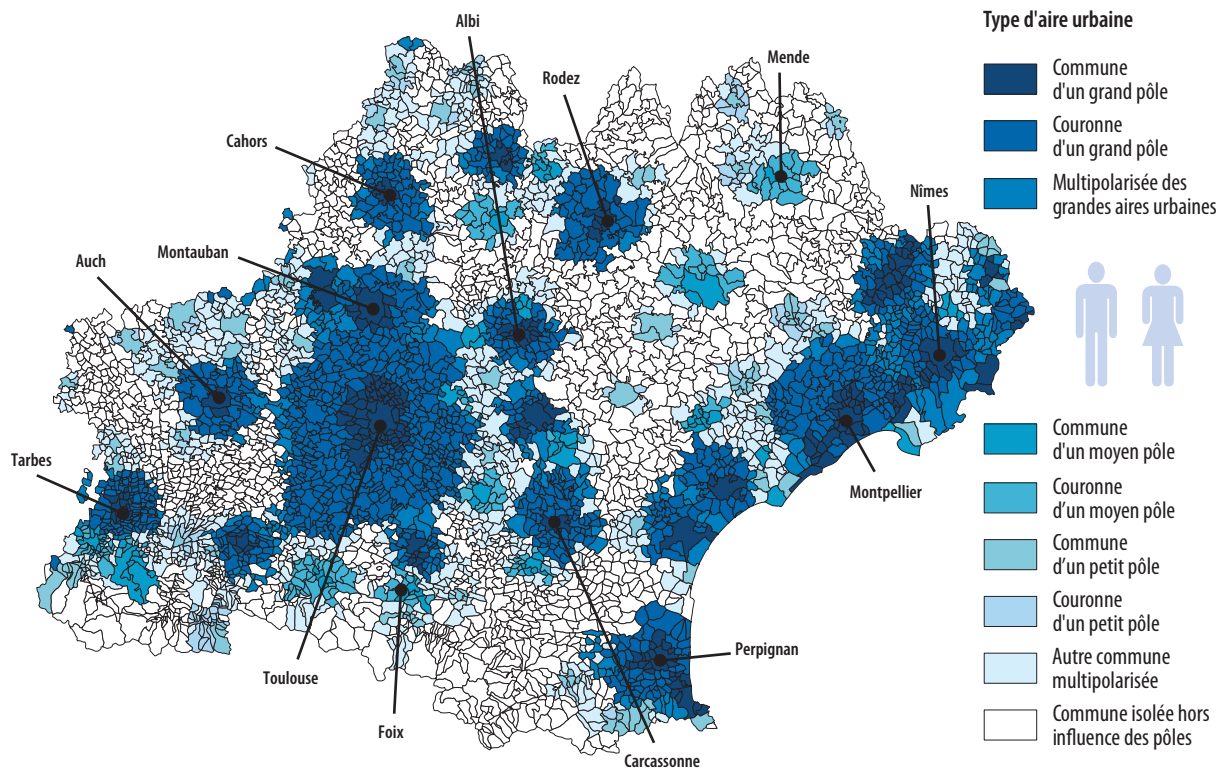 Albi
Mende
Rodez
Cahors
Nîmes
Auch
Montauban
Tarbes
Montpellier
Toulouse
Perpignan
Foix
Carcassonne
Type d'aire urbaine
Commune
d'un grand pôle
Couronne
d'un grand pôle
Multipolarisée des
grandes aires urbaines
Commune
d'un moyen pôle
Couronne
d'un moyen pôle
Commune
d'un petit pôle
Couronne
d'un petit pôle
Autre commune
multipolarisée
Commune isolée hors
influence des pôles